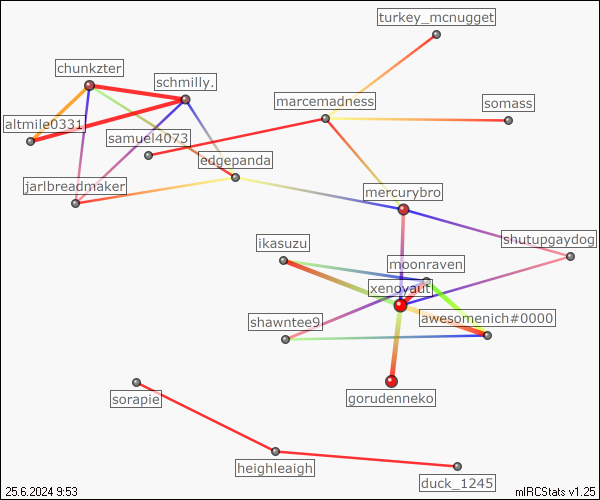 turkey_mcnugget
chunkzter
schmilly.
marcemadness
somass
altmile0331
samuel4073
edgepanda
jarlbreadmaker
mercurybro
shutupgaydog
ikasuzu
moonraven
xenovaut
shawntee9
awesomenich#0000
gorudenneko
sorapie
heighleaigh
duck_1245
25.6.2024 9:53
mIRCStats v1.25